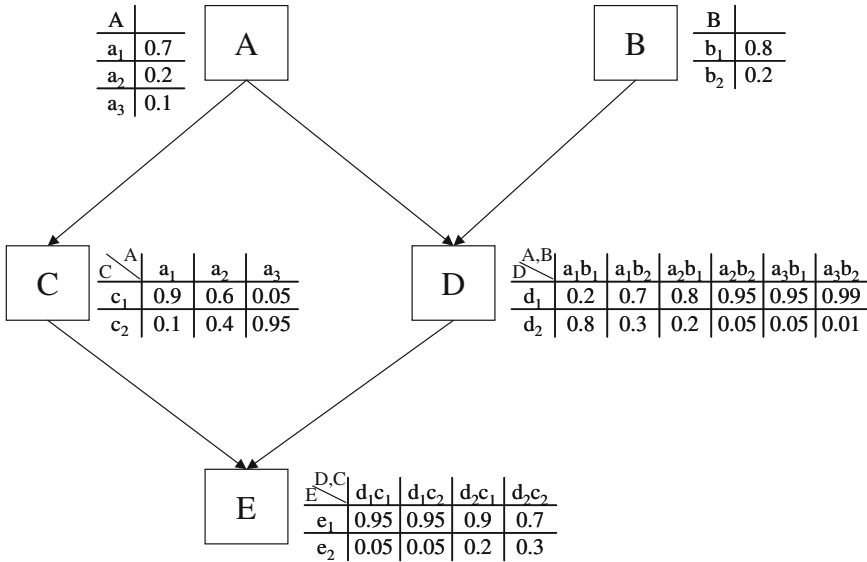 A
a₁ 0.7
a₂ 0.2
a₃ 0.1
A
B
B
b₁ 0.8
b₂ 0.2
C
C A a₁ a₂ a₃
c₁ 0.9 0.6 0.05
c₂ 0.1 0.4 0.95
D
D A,B a₁b₁ a₁b₂ a₂b₁ a₂b₂ a₃b₁ a₃b₂
d₁ 0.2 0.7 0.8 0.95 0.95 0.99
d₂ 0.8 0.3 0.2 0.05 0.05 0.01
E
E D,C d₁c₁ d₁c₂ d₂c₁ d₂c₂
e₁ 0.95 0.95 0.9 0.7
e₂ 0.05 0.05 0.2 0.3